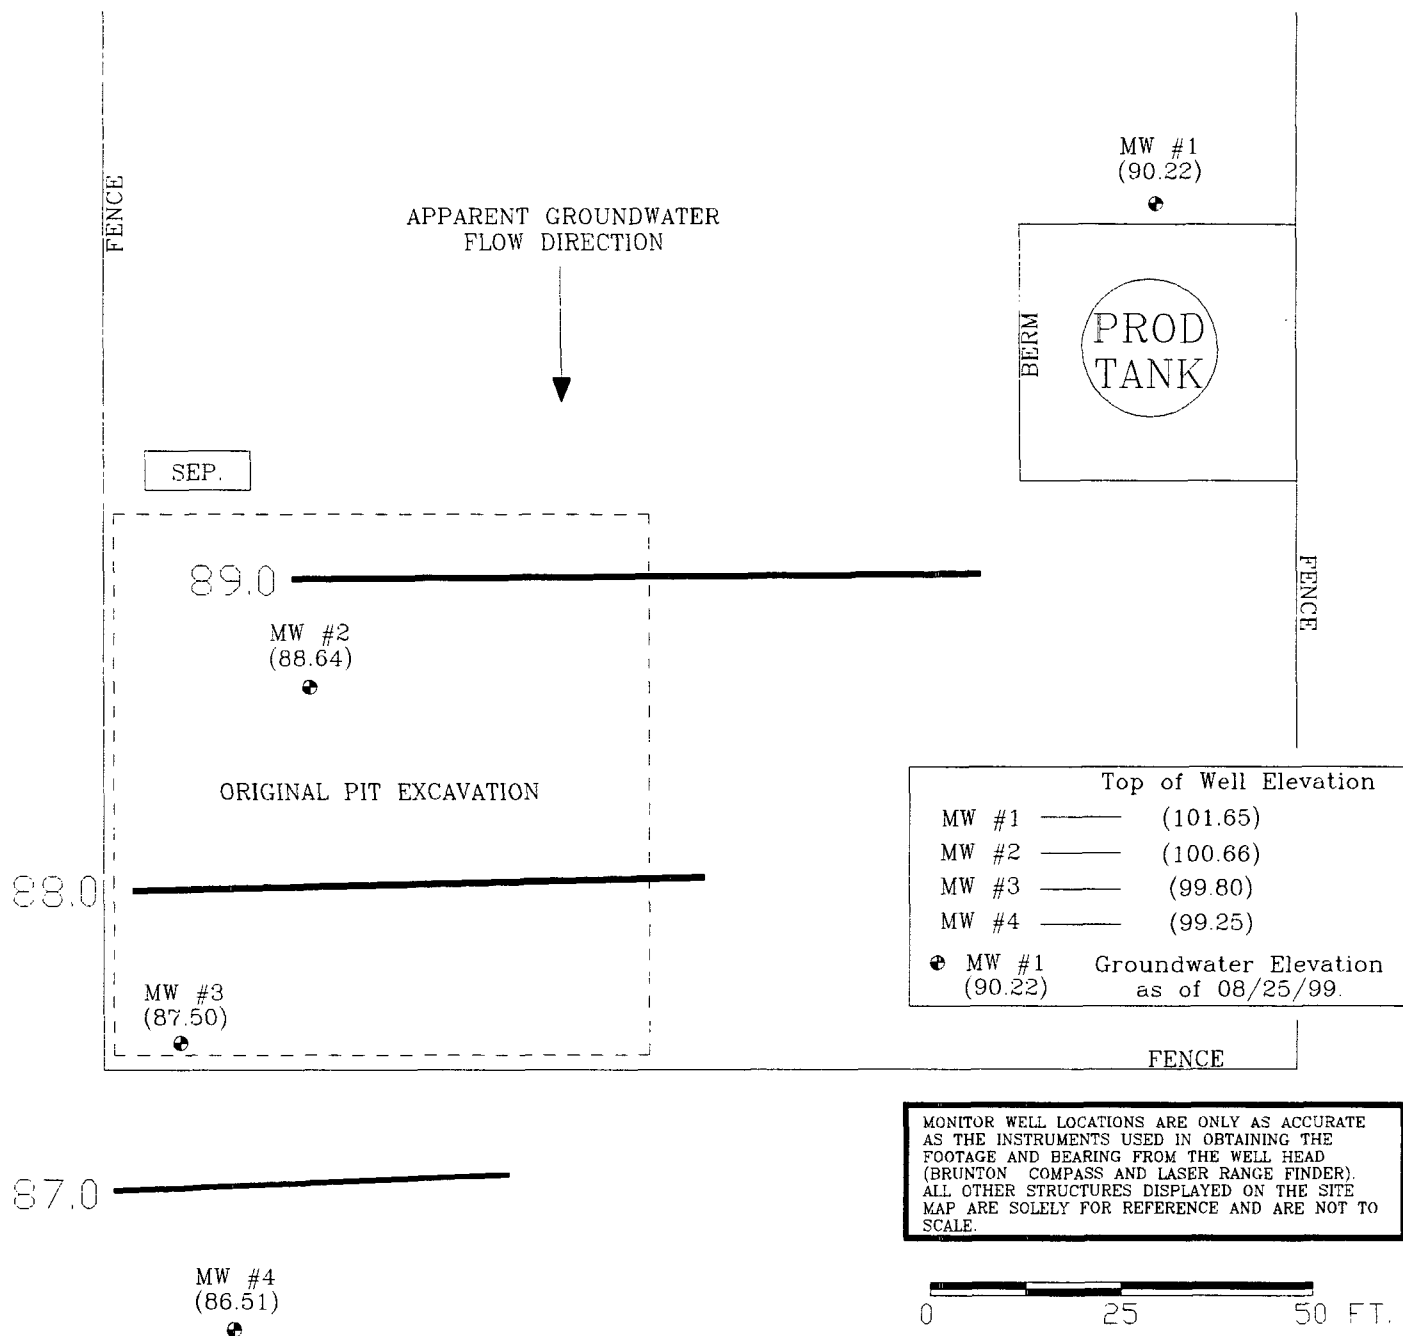 MW #1
(90.22)
FENCE
APPARENT GROUNDWATER
FLOW DIRECTION
BERM
PROD
TANK
SEP.
89.0
FENCE
MW #2
(88.64)
ORIGINAL PIT EXCAVATION
Top of Well Elevation
MW #1 (101.65)
MW #2 (100.66)
MW #3 (99.80)
MW #4 (99.25)
MW #1 Groundwater Elevation
(90.22) as of 08/25/99.
88.0
MW #3
(87.50)
FENCE
MONITOR WELL LOCATIONS ARE ONLY AS ACCURATE
AS THE INSTRUMENTS USED IN OBTAINING THE
FOOTAGE AND BEARING FROM THE WELL HEAD
(BRUNTON COMPASS AND LASER RANGE FINDER).
ALL OTHER STRUCTURES DISPLAYED ON THE SITE
MAP ARE SOLELY FOR REFERENCE AND ARE NOT TO
SCALE.
87.0
MW #4
(86.51)
0 25 50 FT.